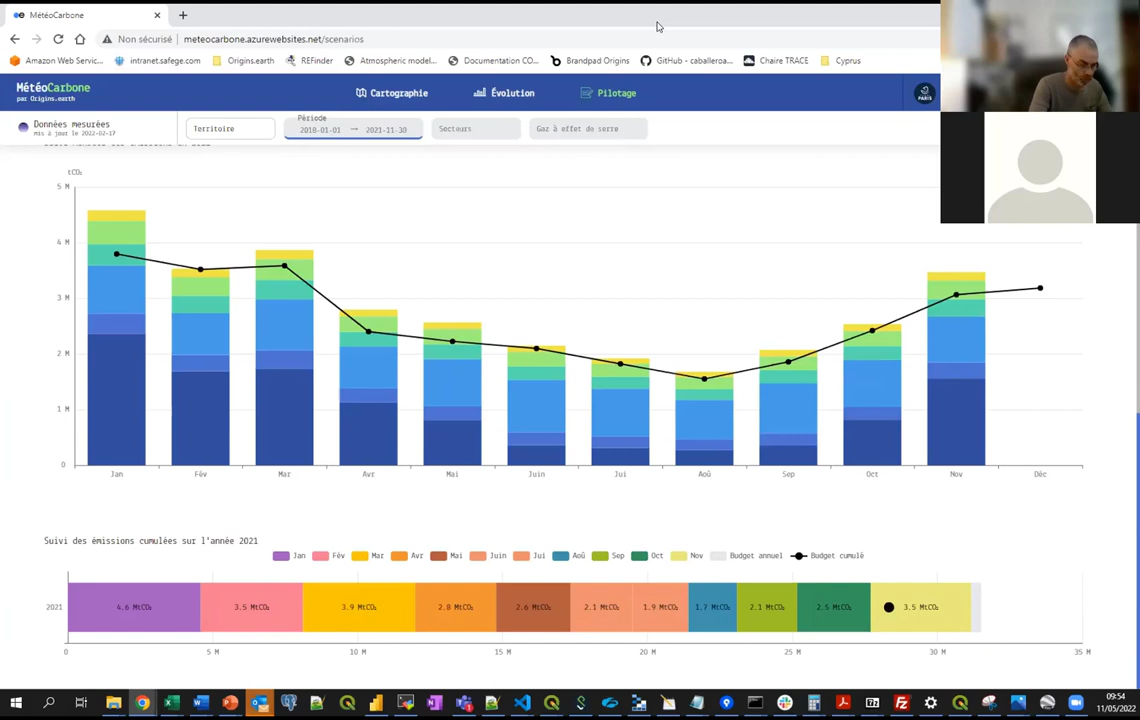 MétéoCarbone
Non sécurisé
meteocarbone.azurewebsites.net/scenarios
Amazon Web Servic...
intranet.safege.com
Origins.earth
REFinder
Atmospheric model...
Documentation CO...
Brandpad Origins
GitHub - caballeroa...
Chaire TRACE
Cyprus
MétéoCarbone
par Origins.earth
Cartographie
Évolution
Pilotage
PARIS
Données mesurées
mis à jour le 2022-02-17
Territoire
Période
2018-01-01 → 2021-11-30
Secteurs
Gaz à effet de serre
tCO₂
5 M
4 M
3 M
2 M
1 M
0
Jan Fév Mar Avr Mai Juin Jui Aoû Sep Oct Nov Déc
Suivi des émissions cumulées sur l'année 2021
Jan Fév Mar Avr Mai Juin Jui Aoû Sep Oct Nov Budget annuel Budget cumulé
2021
4.6 MtCO₂ 3.5 MtCO₂ 3.9 MtCO₂ 2.8 MtCO₂ 2.6 MtCO₂ 2.1 MtCO₂ 1.9 MtCO₂ 1.7 MtCO₂ 2.1 MtCO₂ 2.5 MtCO₂ 3.5 MtCO₂
0 5 M 10 M 15 M 20 M 25 M 30 M 35 M
09:54
11/05/2022